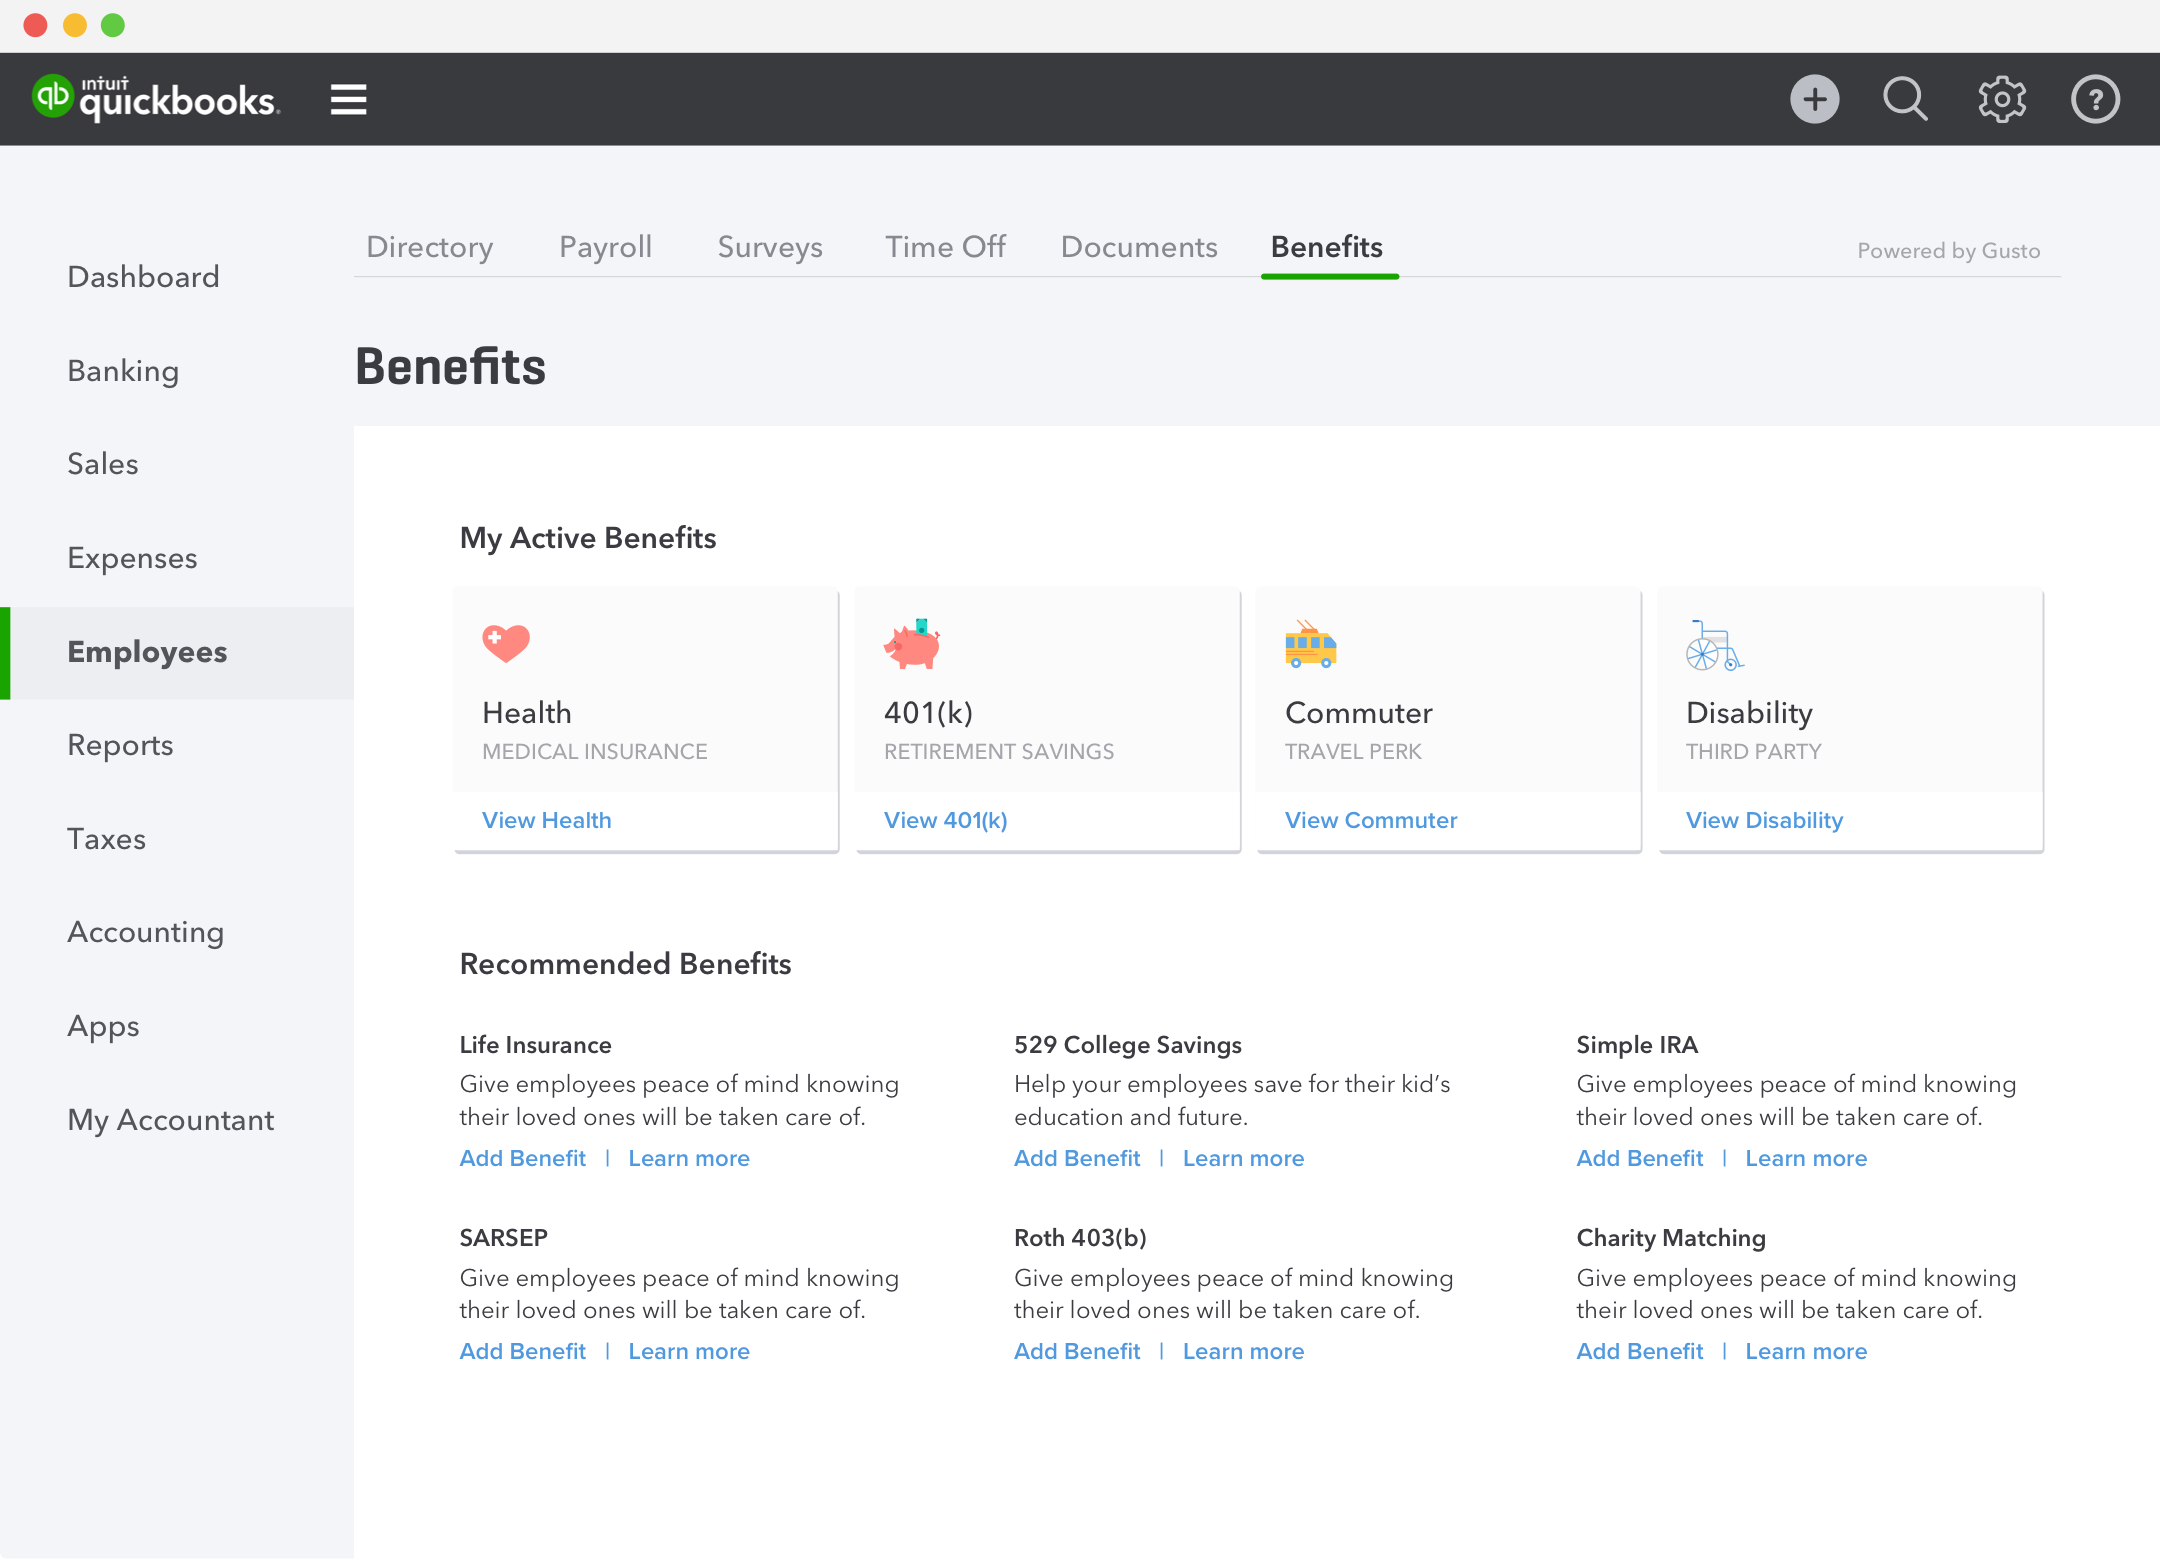 qb INTUIT
quickbooks.
Directory Payroll Surveys Time Off Documents Benefits Powered by Gusto
Dashboard
Banking
Sales
Expenses
Employees
Reports
Taxes
Accounting
Apps
My Accountant
Benefits
My Active Benefits
Health
MEDICAL INSURANCE
View Health
401(k)
RETIREMENT SAVINGS
View 401(k)
Commuter
TRAVEL PERK
View Commuter
Disability
THIRD PARTY
View Disability
Recommended Benefits
Life Insurance
Give employees peace of mind knowing
their loved ones will be taken care of.
Add Benefit | Learn more
529 College Savings
Help your employees save for their kid’s
education and future.
Add Benefit | Learn more
Simple IRA
Give employees peace of mind knowing
their loved ones will be taken care of.
Add Benefit | Learn more
SARSEP
Give employees peace of mind knowing
their loved ones will be taken care of.
Add Benefit | Learn more
Roth 403(b)
Give employees peace of mind knowing
their loved ones will be taken care of.
Add Benefit | Learn more
Charity Matching
Give employees peace of mind knowing
their loved ones will be taken care of.
Add Benefit | Learn more